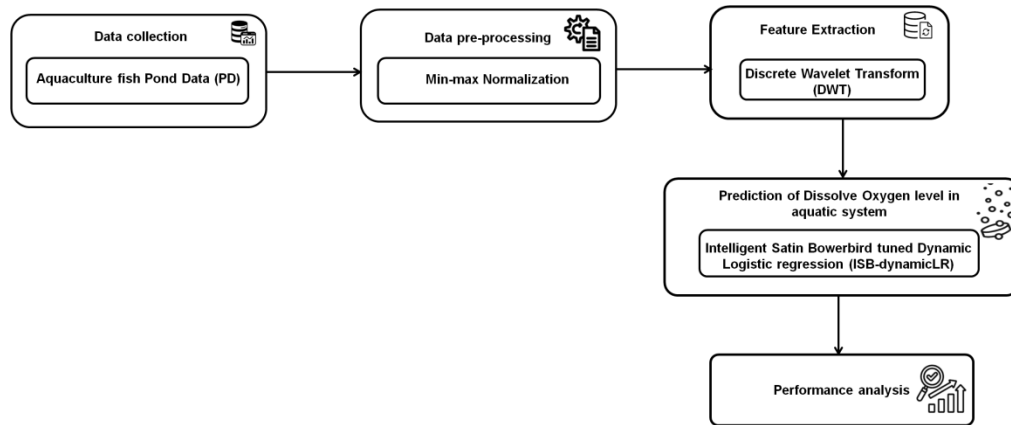 Data collection
Aquaculture fish Pond Data (PD)
Data pre-processing
Min-max Normalization
Feature Extraction
Discrete Wavelet Transform
(DWT)
Prediction of Dissolve Oxygen level in
aquatic system
Intelligent Satin Bowerbird tuned Dynamic
Logistic regression (ISB-dynamicLR)
Performance analysis